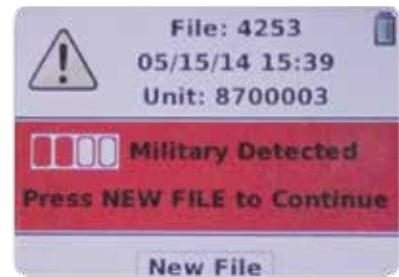 File: 4253
05/15/14 15:39
Unit: 8700003
Military Detected
Press NEW FILE to Continue
New File